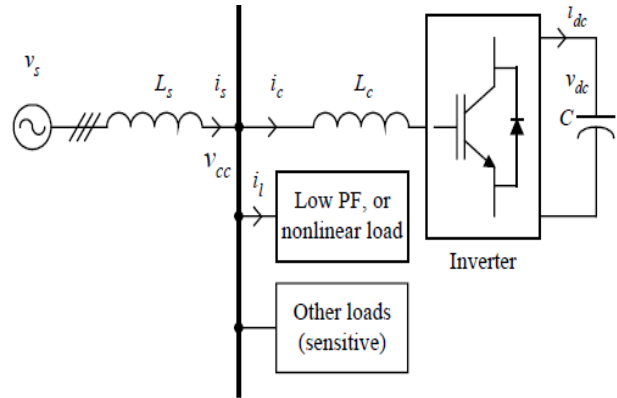 i_dc
v_s
L_s
i_s
i_c
L_c
v_dc
C
v_cc
i_l
Low PF, or
nonlinear load
Inverter
Other loads
(sensitive)